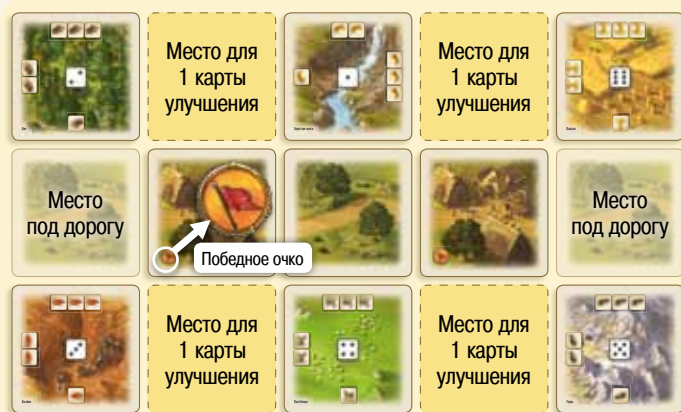 Место для
1 карты
улучшения
Место для
1 карты
улучшения
Место
под дорогу
Победное очко
Место
под дорогу
Место для
1 карты
улучшения
Место для
1 карты
улучшения